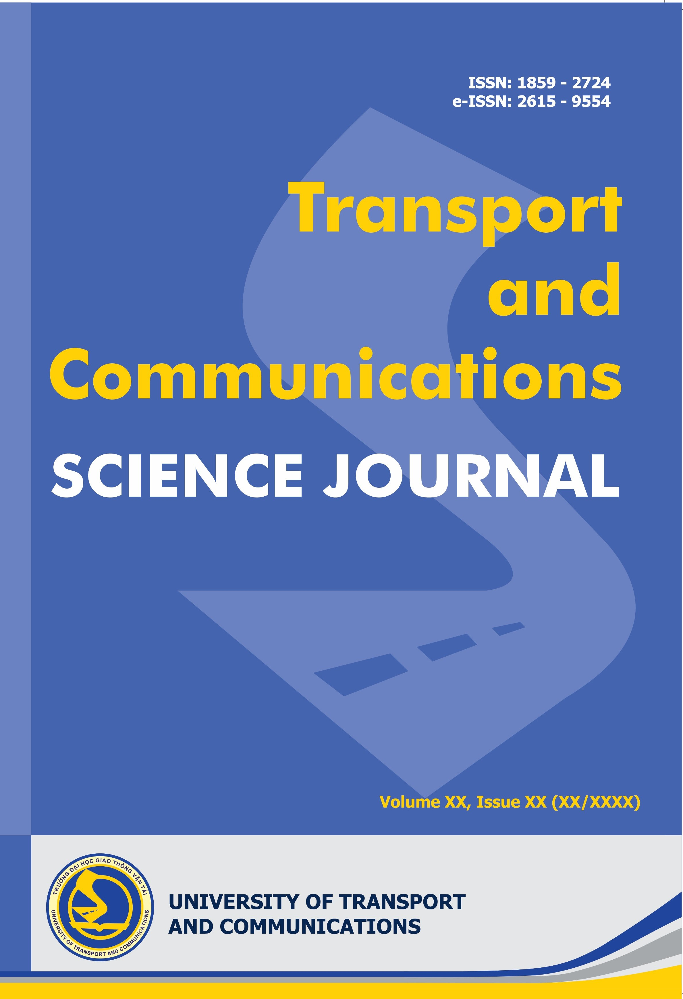 ISSN: 1859 - 2724
e-ISSN: 2615 - 9554
Transport
and
Communications
SCIENCE JOURNAL
Volume XX, Issue XX (XX/XXXX)
TRƯỜNG ĐẠI HỌC GIAO THÔNG VẬN TẢI
UNIVERSITY OF TRANSPORT AND COMMUNICATIONS
UNIVERSITY OF TRANSPORT
AND COMMUNICATIONS